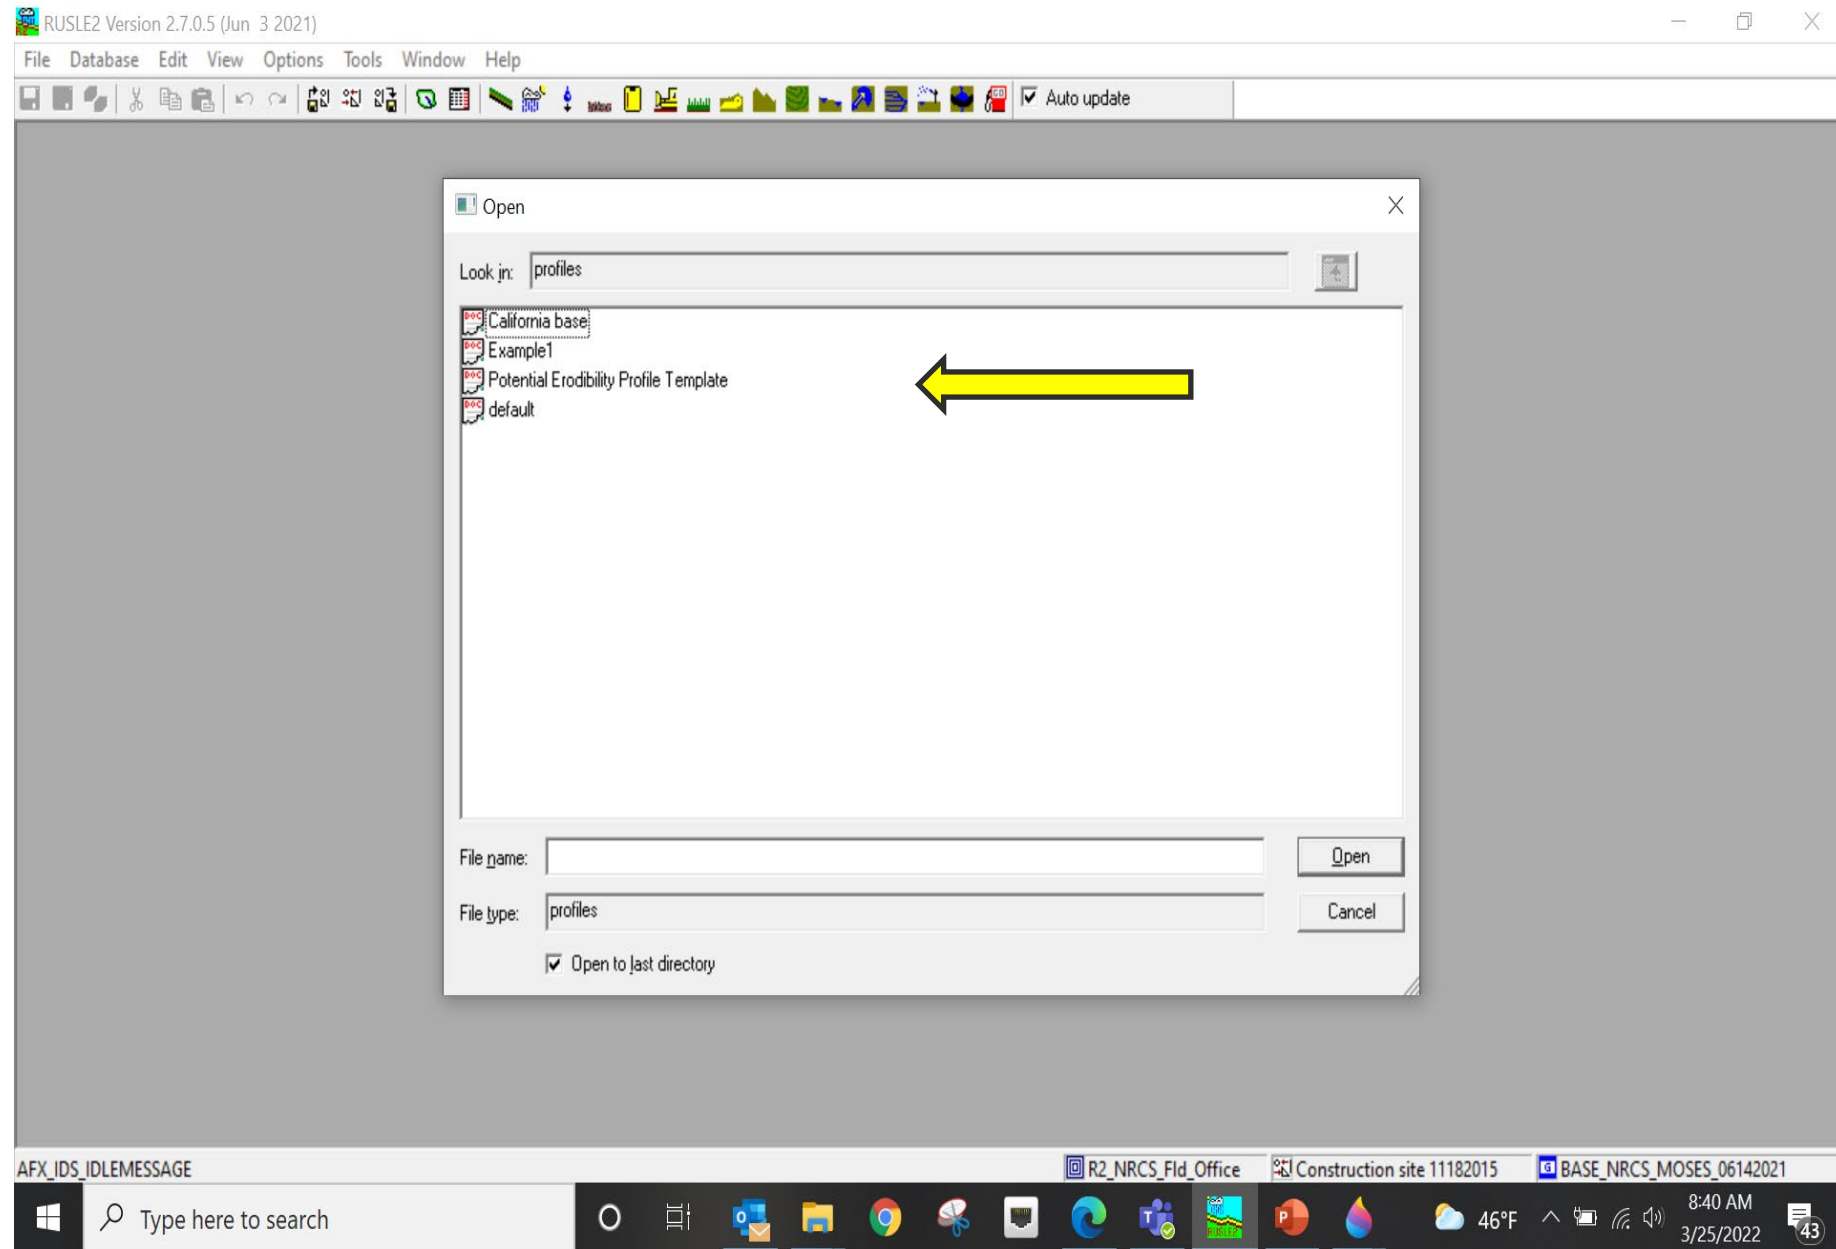 RUSLE2 Version 2.7.0.5 (Jun 3 2021)
File Database Edit View Options Tools Window Help
Auto update
Open
Look in: profiles
California base
Example1
Potential Erodibility Profile Template
default
File name: Open
File type: profiles Cancel
Open to last directory
AFX_IDS_IDLEMESSAGE R2_NRCS_Fld_Office Construction site 11182015 BASE_NRCS_MOSES_06142021
Type here to search 46°F 8:40 AM
3/25/2022 43